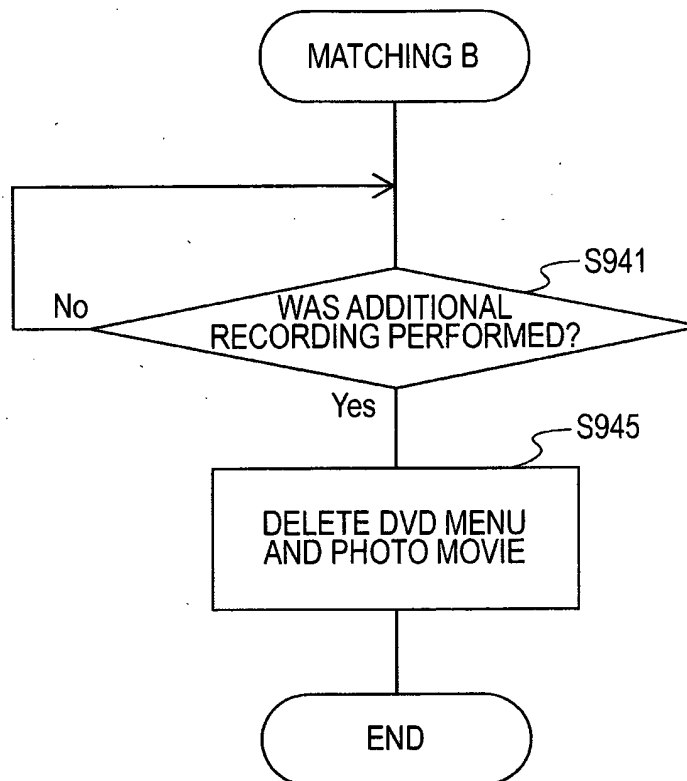 MATCHING B
S941
No
WAS ADDITIONAL
RECORDING PERFORMED?
Yes
S945
DELETE DVD MENU
AND PHOTO MOVIE
END